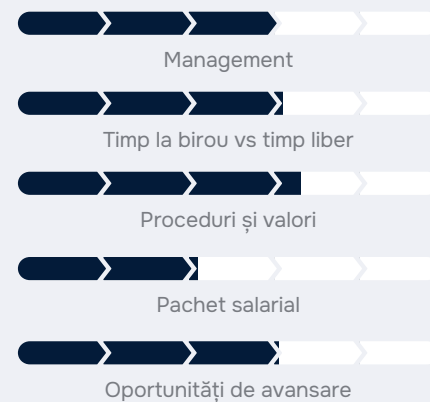 Management
Timp la birou vs timp liber
Proceduri și valori
Pachet salarial
Oportunități de avansare